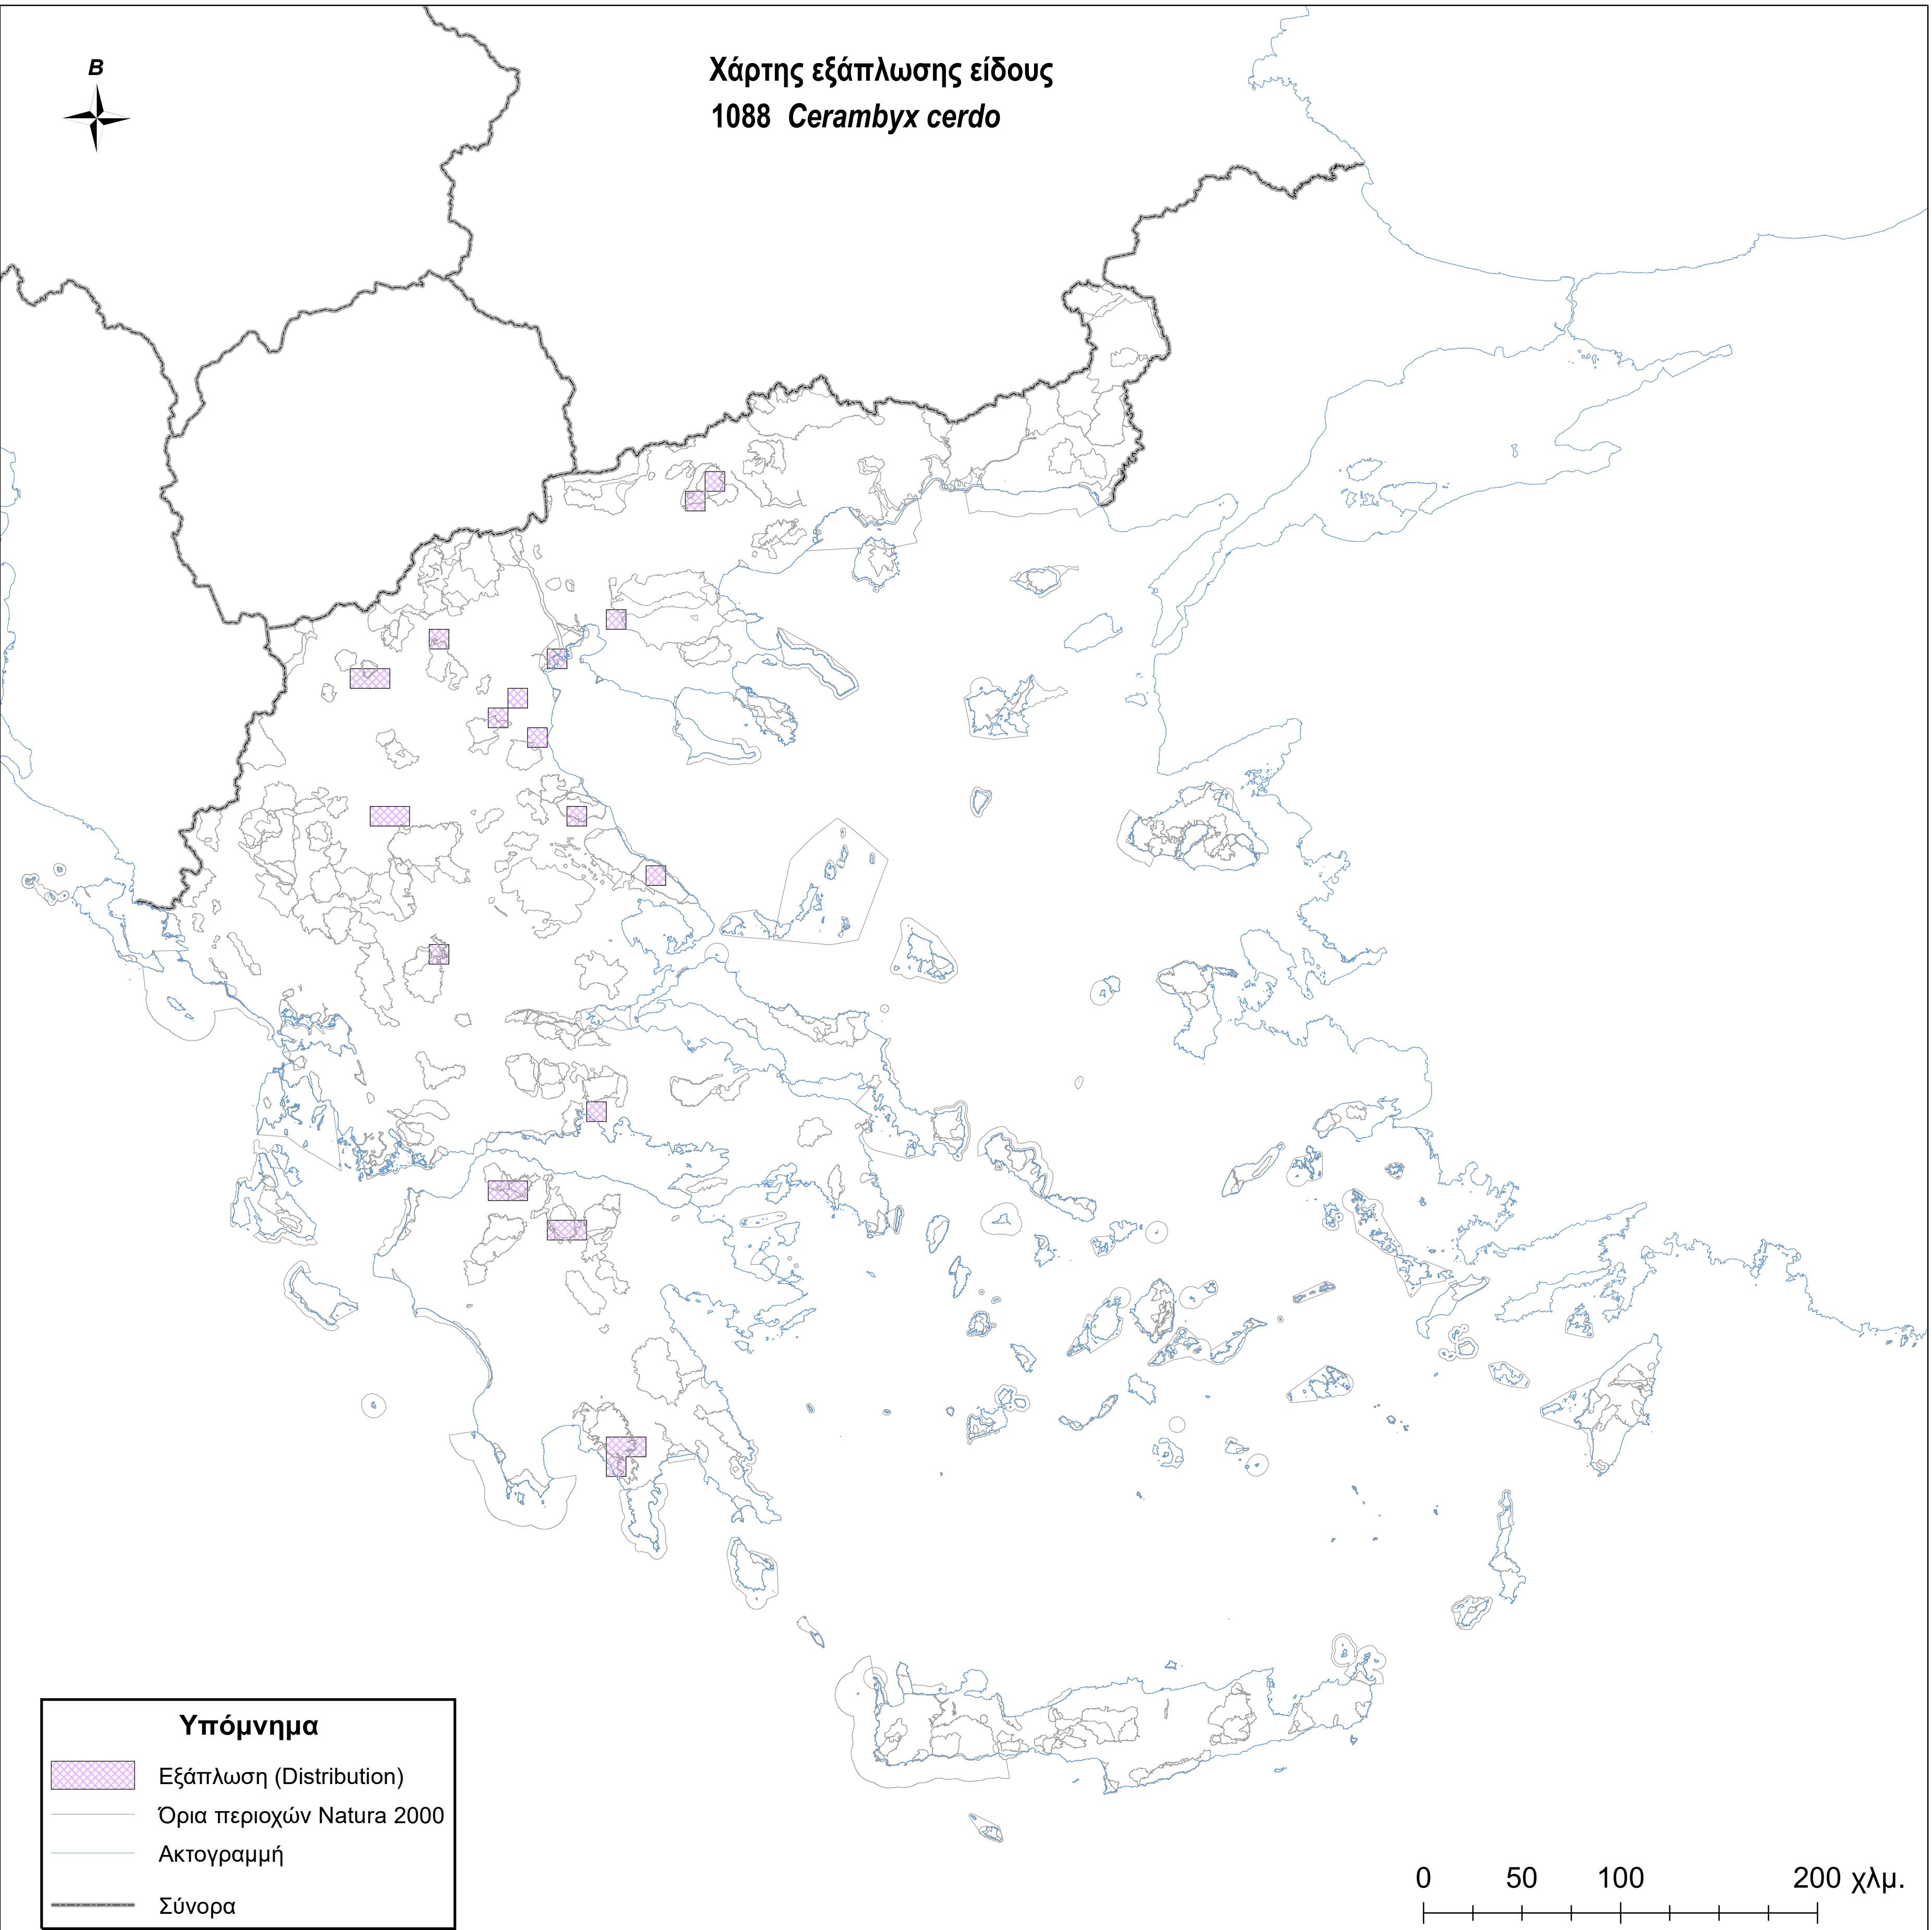 B
Χάρτης εξάπλωσης είδους
1088 Cerambyx cerdo
Υπόμνημα
Εξάπλωση (Distribution)
Όρια περιοχών Natura 2000
Ακτογραμμή
Σύνορα
0 50 100 200 χλμ.